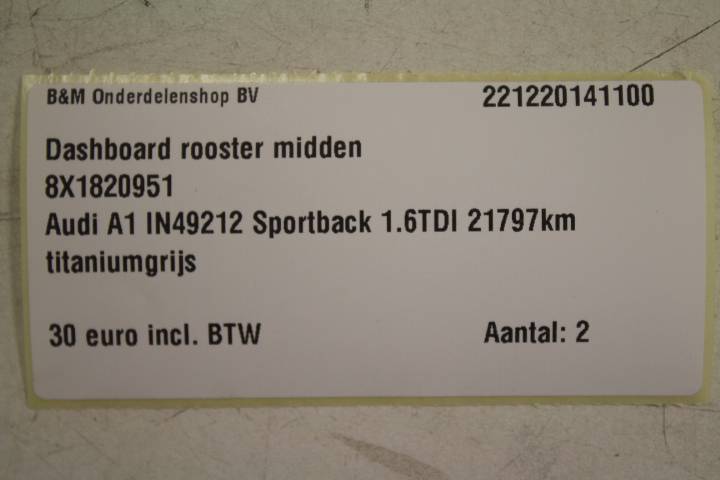 B&M Onderdelenshop BV 221220141100
Dashboard rooster midden
8X1820951
Audi A1 IN49212 Sportback 1.6TDI 21797km
titaniumgrijs
30 euro incl. BTW Aantal: 2